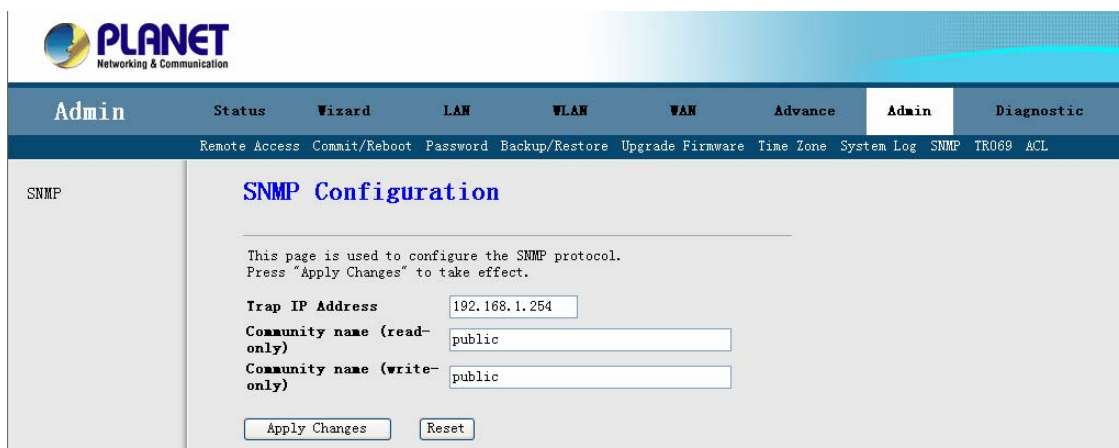 PLANET
Networking & Communication
Admin
Status Wizard LAN WLAN WAN Advance Admin Diagnostic
Remote Access Commit/Reboot Password Backup/Restore Upgrade Firmware Time Zone System Log SNMP TR069 ACL
SNMP
SNMP Configuration
This page is used to configure the SNMP protocol.
Press "Apply Changes" to take effect.
Trap IP Address 192.168.1.254
Community name (read-
only) public
Community name (write-
only) public
Apply Changes Reset